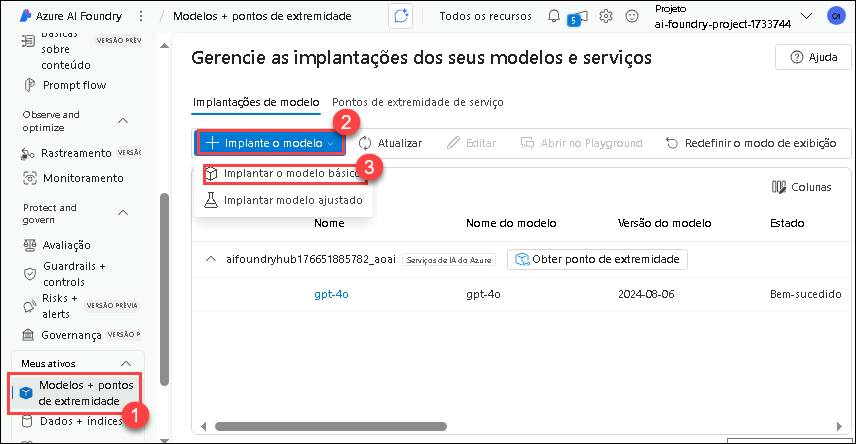 Azure AI Foundry / Modelos + pontos de extremidade Todos os recursos 5 Projeto ai-foundry-project-1733744 OI
Básicas sobre conteúdo VERSÃO PRÉV
Prompt flow
Observe and optimize
Rastreamento VERSÃO
Monitoramento
Protect and govern
Avaliação
Guardrails + controls
Risks + alerts VERSÃO PRÉVIA
Governança VERSÃO P
Meus ativos
Modelos + pontos de extremidade
1
Dados + índices
Gerencie as implantações dos seus modelos e serviços
Ajuda
Implantações de modelo Pontos de extremidade de serviço
2
Implante o modelo Atualizar Editar Abrir no Playground Redefinir o modo de exibição
3
Implantar o modelo básico
Implantar modelo ajustado
Colunas
Nome Nome do modelo Versão do modelo Estado
aifoundryhub176651885782_aoai Serviços de IA do Azure Obter ponto de extremidade
gpt-4o gpt-4o 2024-08-06 Bem-sucedido